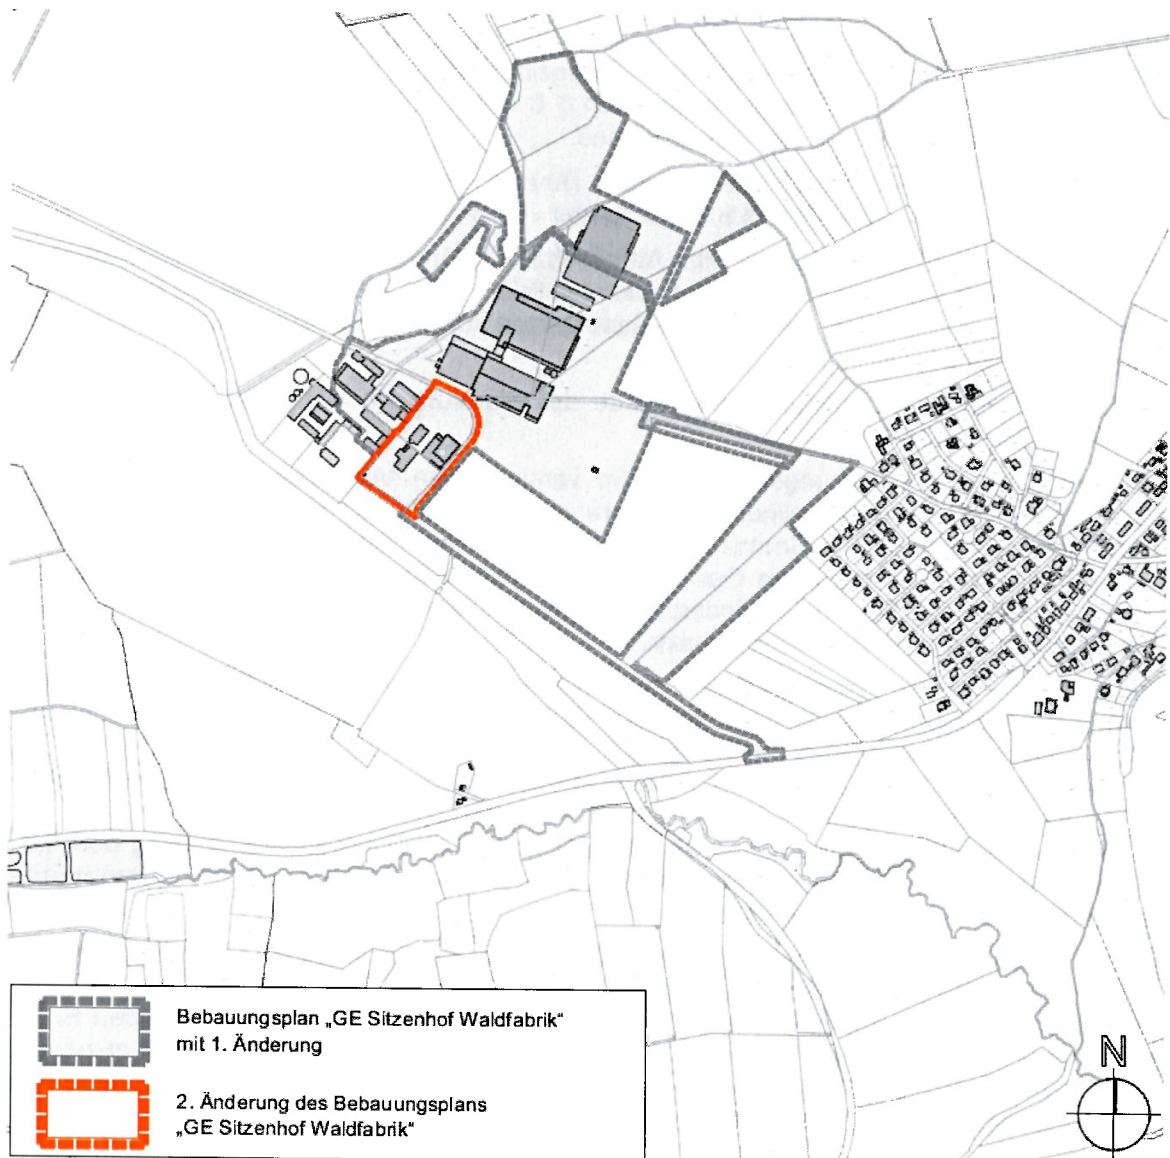 Bebauungsplan „GE Sitzenhof Waldfabrik“
mit 1. Änderung
2. Änderung des Bebauungsplans
„GE Sitzenhof Waldfabrik“
N